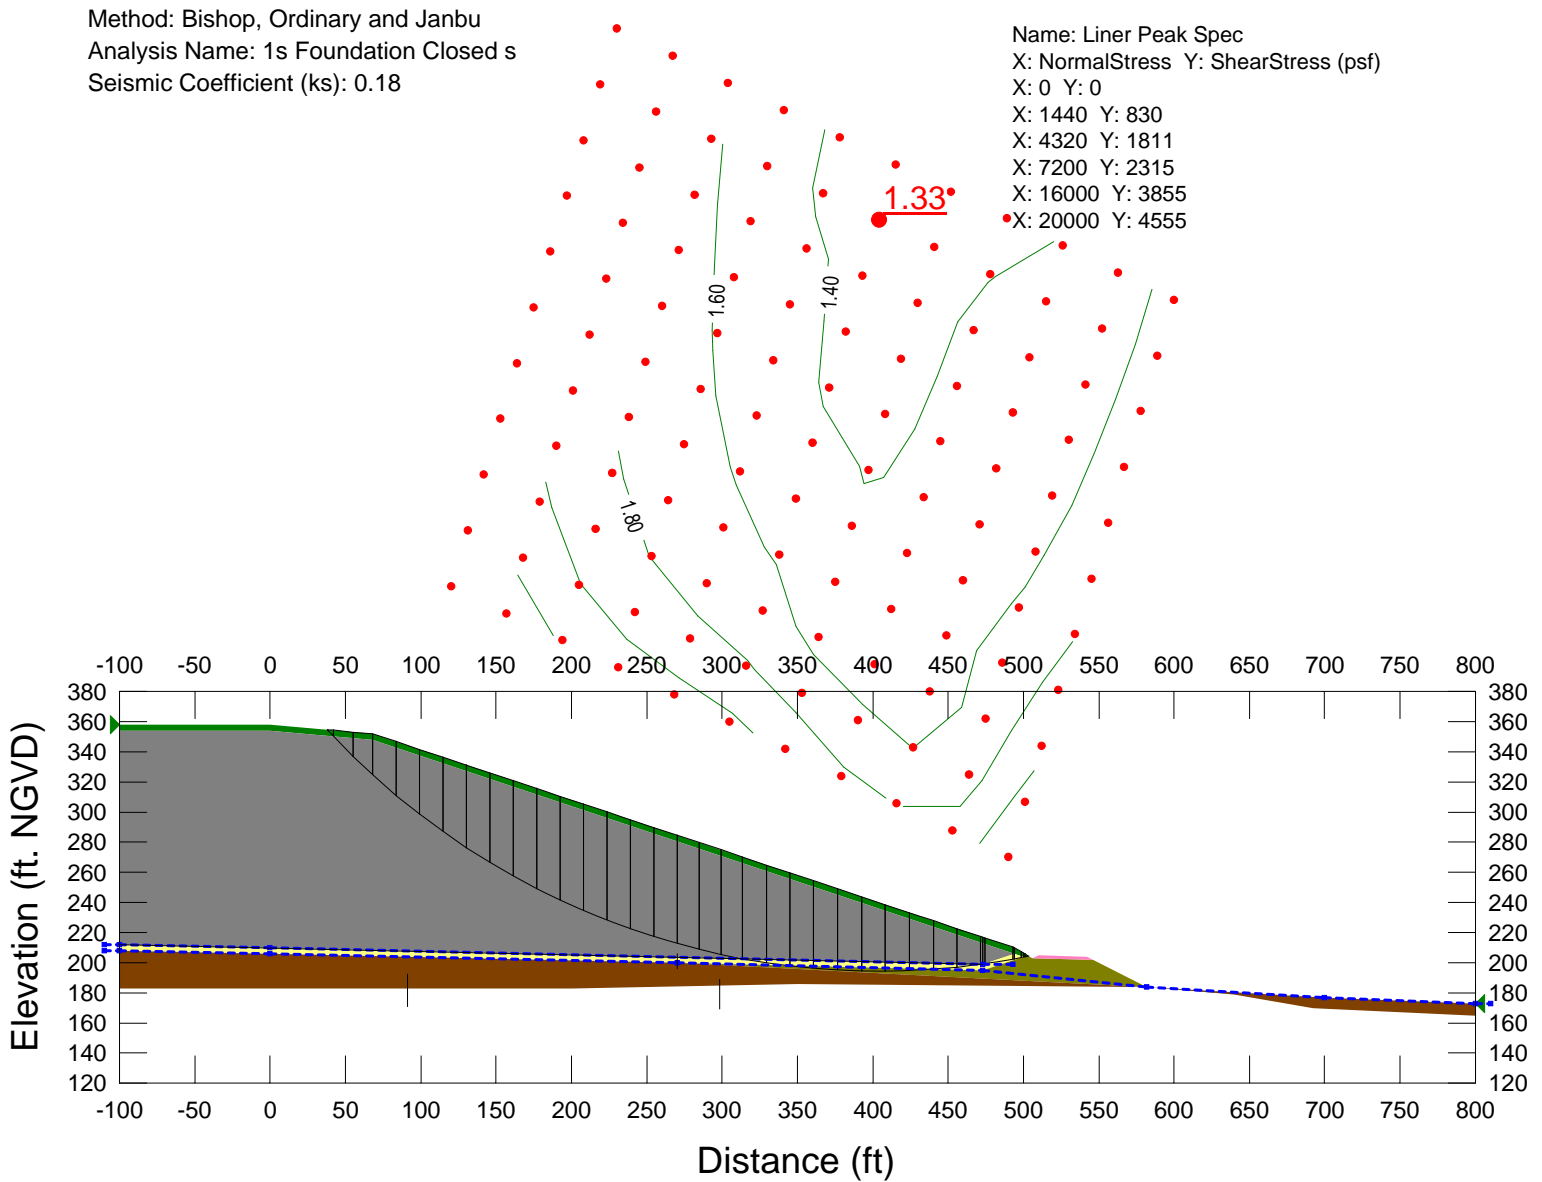 Method: Bishop, Ordinary and Janbu
Analysis Name: 1s Foundation Closed s
Seismic Coefficient (ks): 0.18
Name: Liner Peak Spec
X: NormalStress Y: ShearStress (psf)
X: 0 Y: 0
X: 1440 Y: 830
X: 4320 Y: 1811
X: 7200 Y: 2315
X: 16000 Y: 3855
X: 20000 Y: 4555
1.33
1.60
1.40
1.80
-100 -50 0 50 100 150 200 250 300 350 400 450 500 550 600 650 700 750 800
380 380
360 360
340 340
320 320
300 300
280 280
260 260
240 240
220 220
200 200
180 180
160 160
140 140
120 120
Elevation (ft. NGVD)
-100 -50 0 50 100 150 200 250 300 350 400 450 500 550 600 650 700 750 800
Distance (ft)